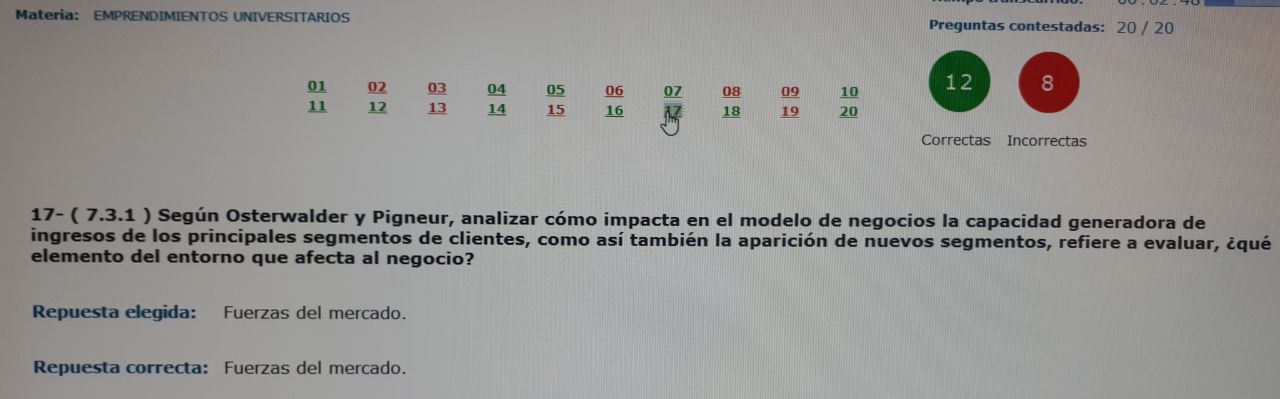 Materia: EMPRENDIMIENTOS UNIVERSITARIOS
Preguntas contestadas: 20 / 20
01 02 03 04 05 06 07 08 09 10
11 12 13 14 15 16 17 18 19 20
12 8
Correctas Incorrectas
17- ( 7.3.1 ) Según Osterwalder y Pigneur, analizar cómo impacta en el modelo de negocios la capacidad generadora de
ingresos de los principales segmentos de clientes, como así también la aparición de nuevos segmentos, refiere a evaluar, ¿qué
elemento del entorno que afecta al negocio?
Repuesta elegida: Fuerzas del mercado.
Repuesta correcta: Fuerzas del mercado.